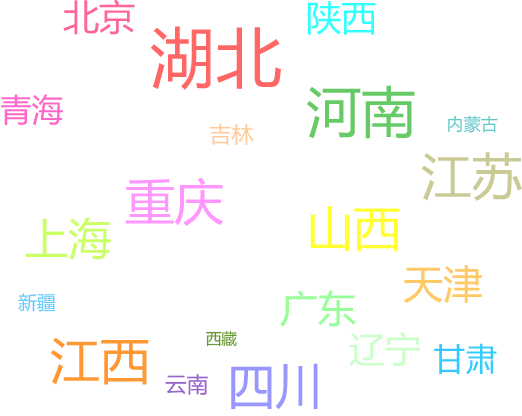 北京
陕西
湖北
青海
河南
吉林
内蒙古
江苏
重庆
山西
上海
天津
新疆
广东
西藏
辽宁
江西
甘肃
云南
四川